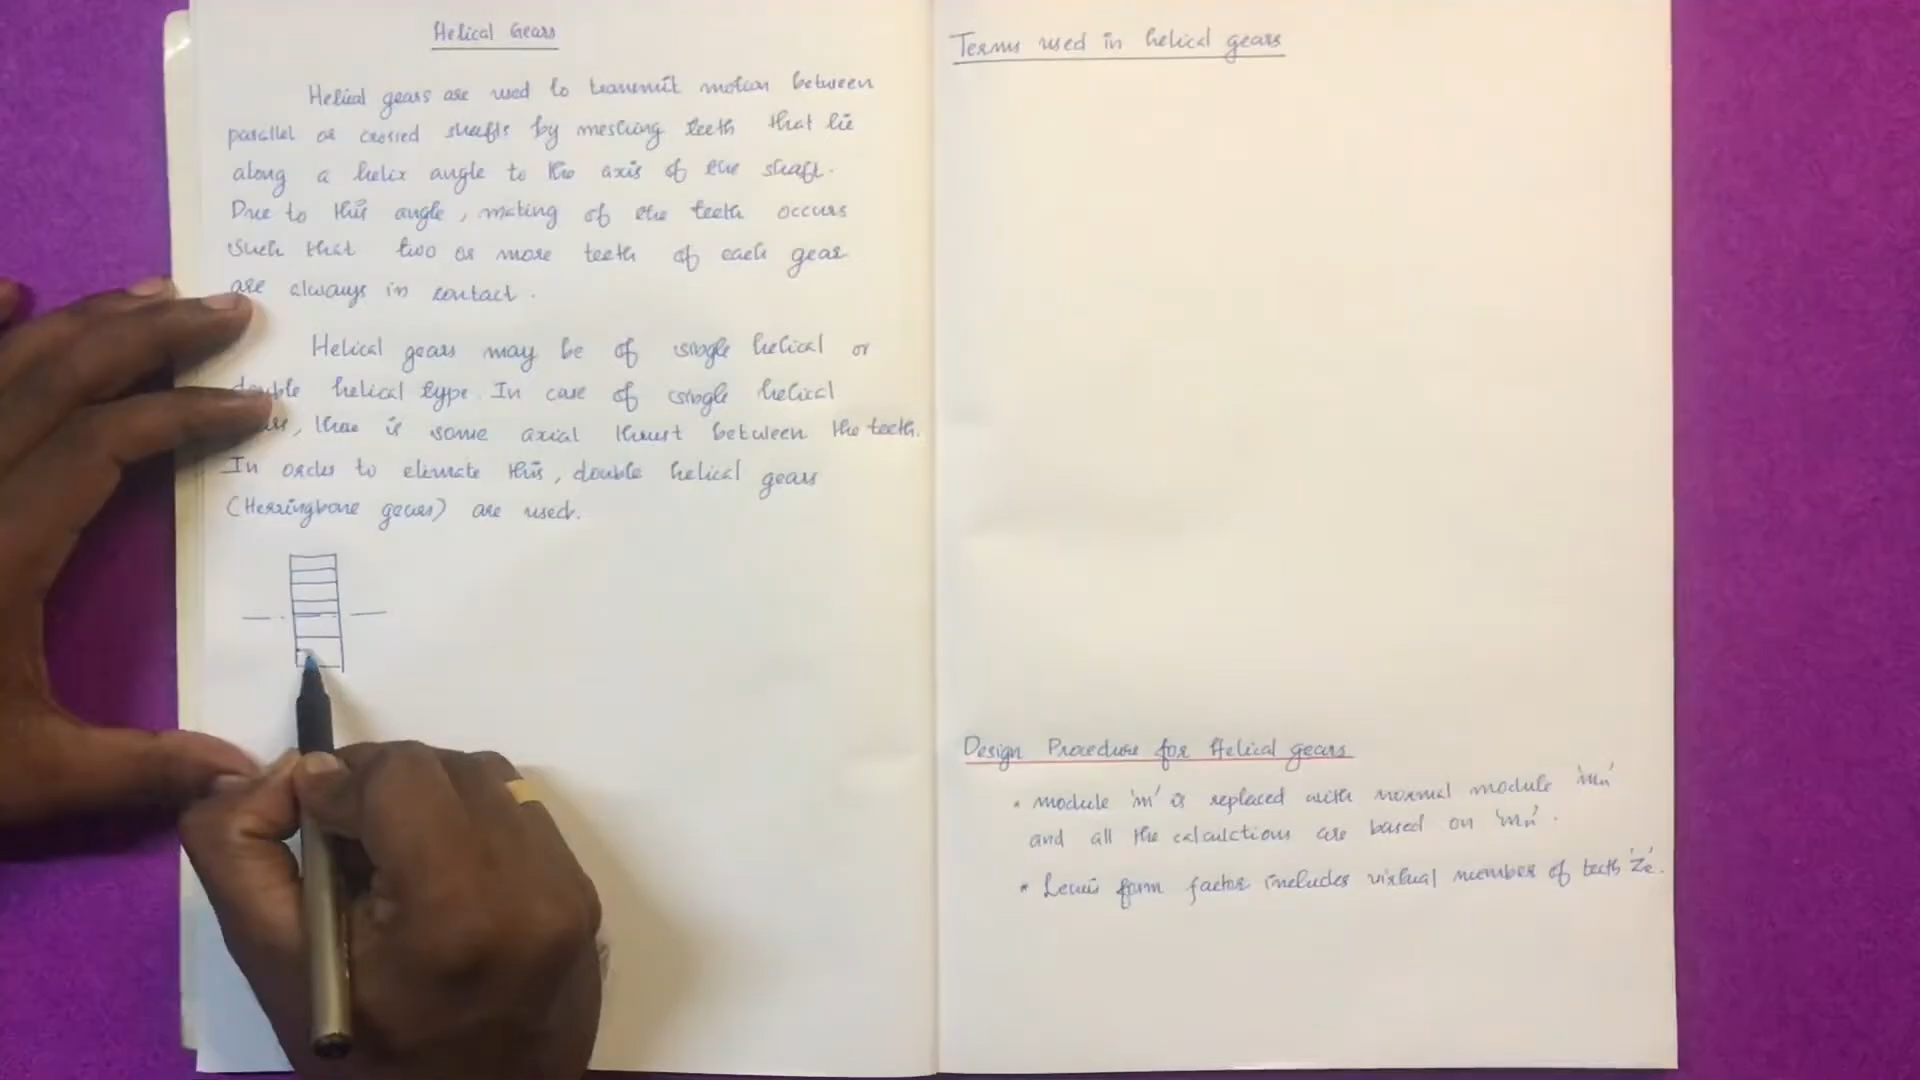 Helical Gears
Helical gears are used to transmit motion between
parallel or crossed shafts by meshing teeth that lie
along a helix angle to the axis of the shaft.
Due to this angle, mating of the teeth occurs
such that two or more teeth of each gear
are always in contact.
Helical gears may be of single helical or
double helical type. In case of single helical
there is some axial thrust between the teeth.
In order to elimate this, double helical gears
(Herringbone gears) are used.
Terms used in helical gears
Design Procedure for Helical gears
• module 'm' is replaced with normal module 'mn'
and all the calculctions are based on 'mn'.
• Lewis form factor includes virtual number of teeth 'Ze'.